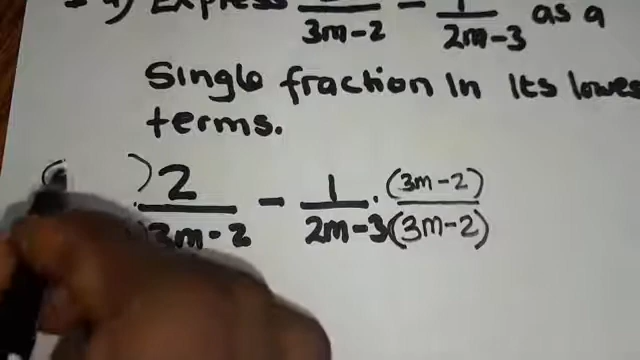 a) Express /3m-2 - 1/2m-3 as a
Single fraction In Its lowes
terms.
( ) 2/3m-2 - 1/2m-3 · (3m-2)/(3m-2)